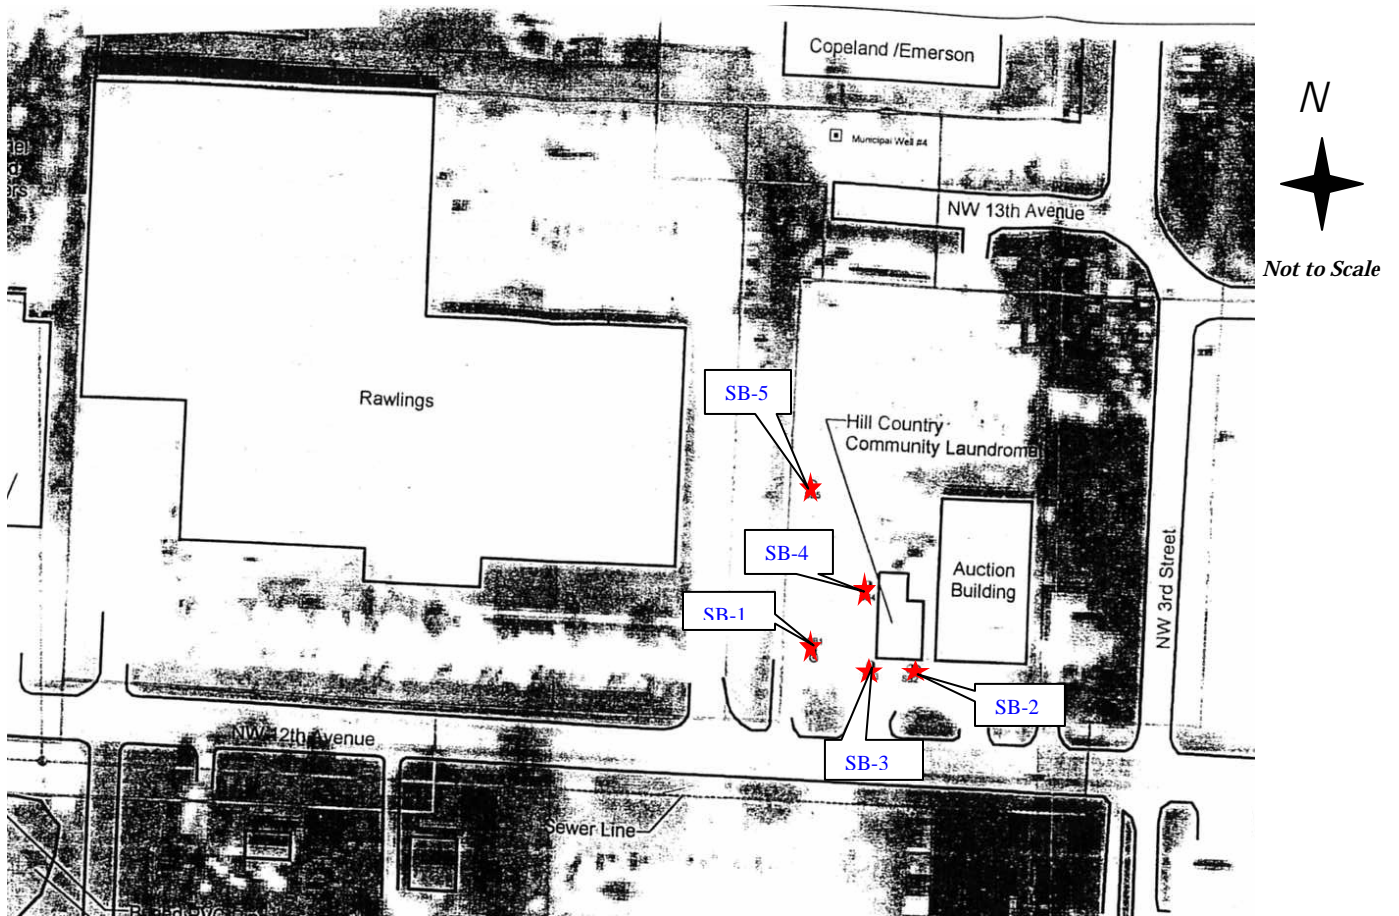 Copeland /Emerson
N
Municipal Well #4
NW 13th Avenue
Not to Scale
Rawlings
SB-5
Hill Country
Community Laundromat
SB-4
Auction
Building
NW 3rd Street
SB-1
SB-2
SB-3
NW 12th Avenue
Sewer Line